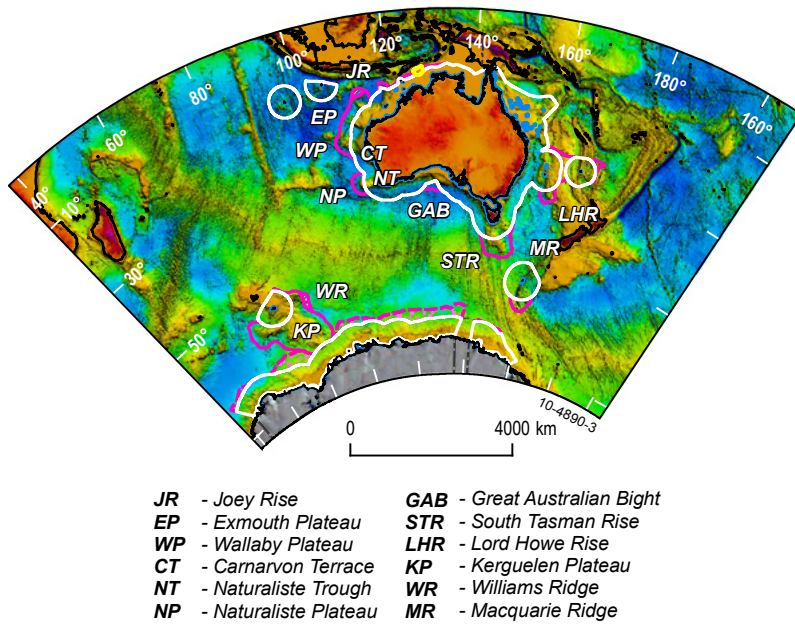 100°
120°
140°
160°
180°
160°
80°
60°
40°
10°
30°
50°
JR
EP
WP
CT
NT
NP
GAB
LHR
STR
MR
WR
KP
10-4890-3
0 4000 km
JR - Joey Rise
EP - Exmouth Plateau
WP - Wallaby Plateau
CT - Carnarvon Terrace
NT - Naturaliste Trough
NP - Naturaliste Plateau
GAB - Great Australian Bight
STR - South Tasman Rise
LHR - Lord Howe Rise
KP - Kerguelen Plateau
WR - Williams Ridge
MR - Macquarie Ridge